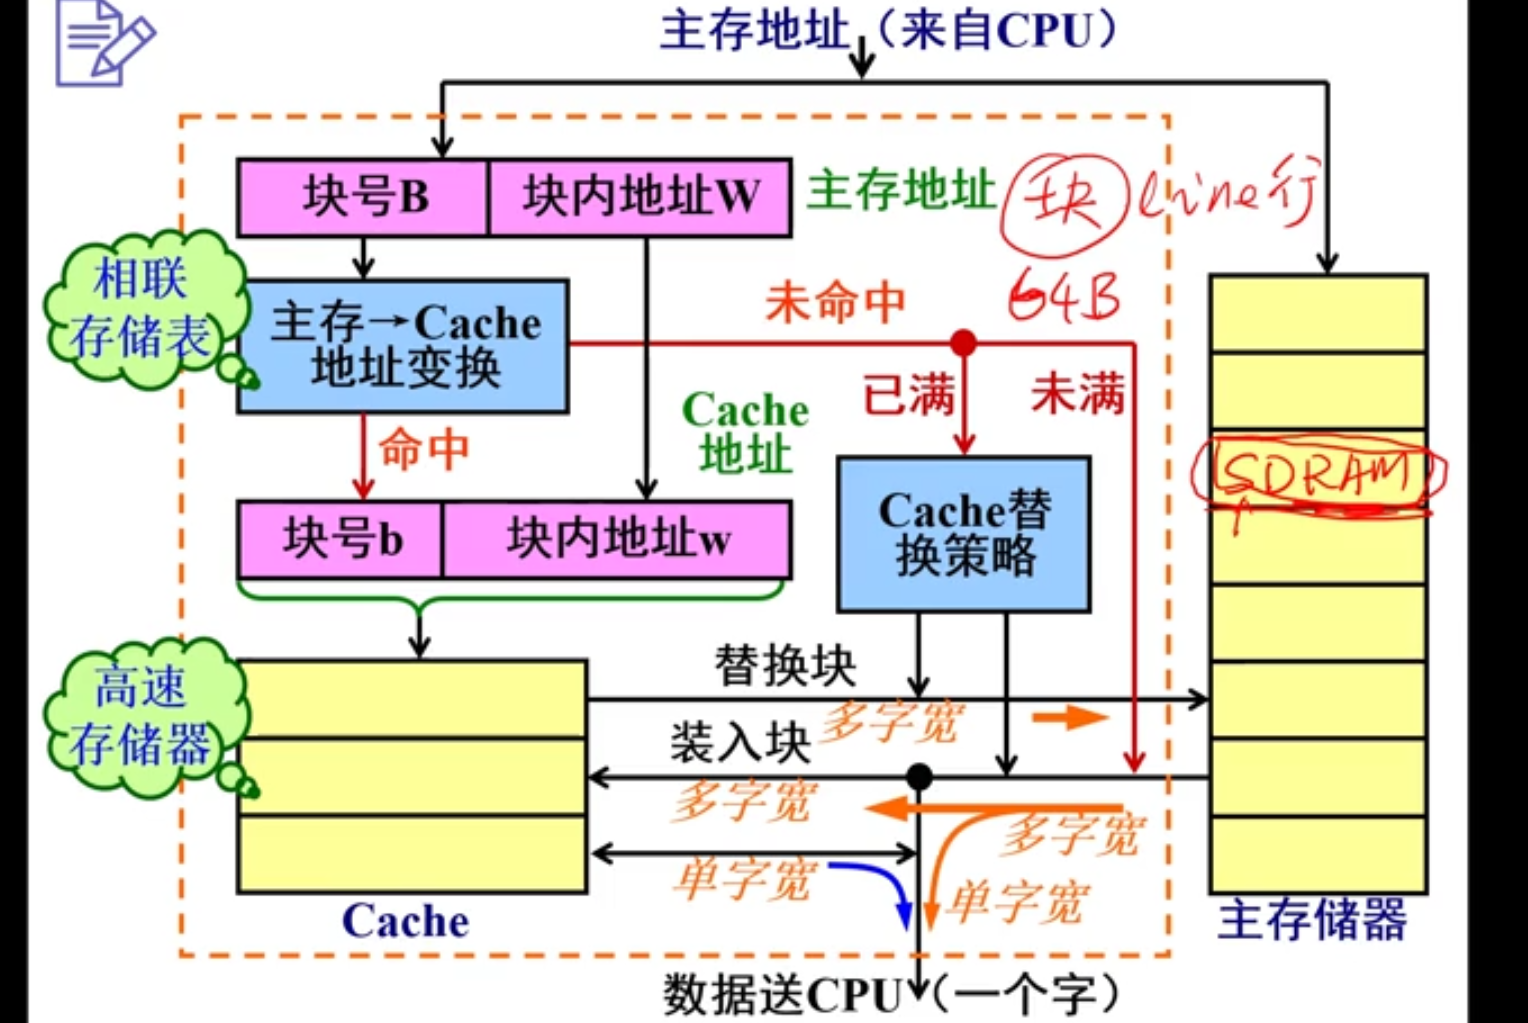 主存地址（来自CPU）
块号B 块内地址W 主存地址 块 line 行
相联
存储表
主存→Cache
地址变换
未命中 64B
已满 未满
Cache
地址
命中
SDRAM
块号b 块内地址w
Cache替
换策略
高速
存储器
替换块
多字宽
装入块
多字宽
多字宽
单字宽
单字宽
Cache
主存储器
数据送CPU（一个字）